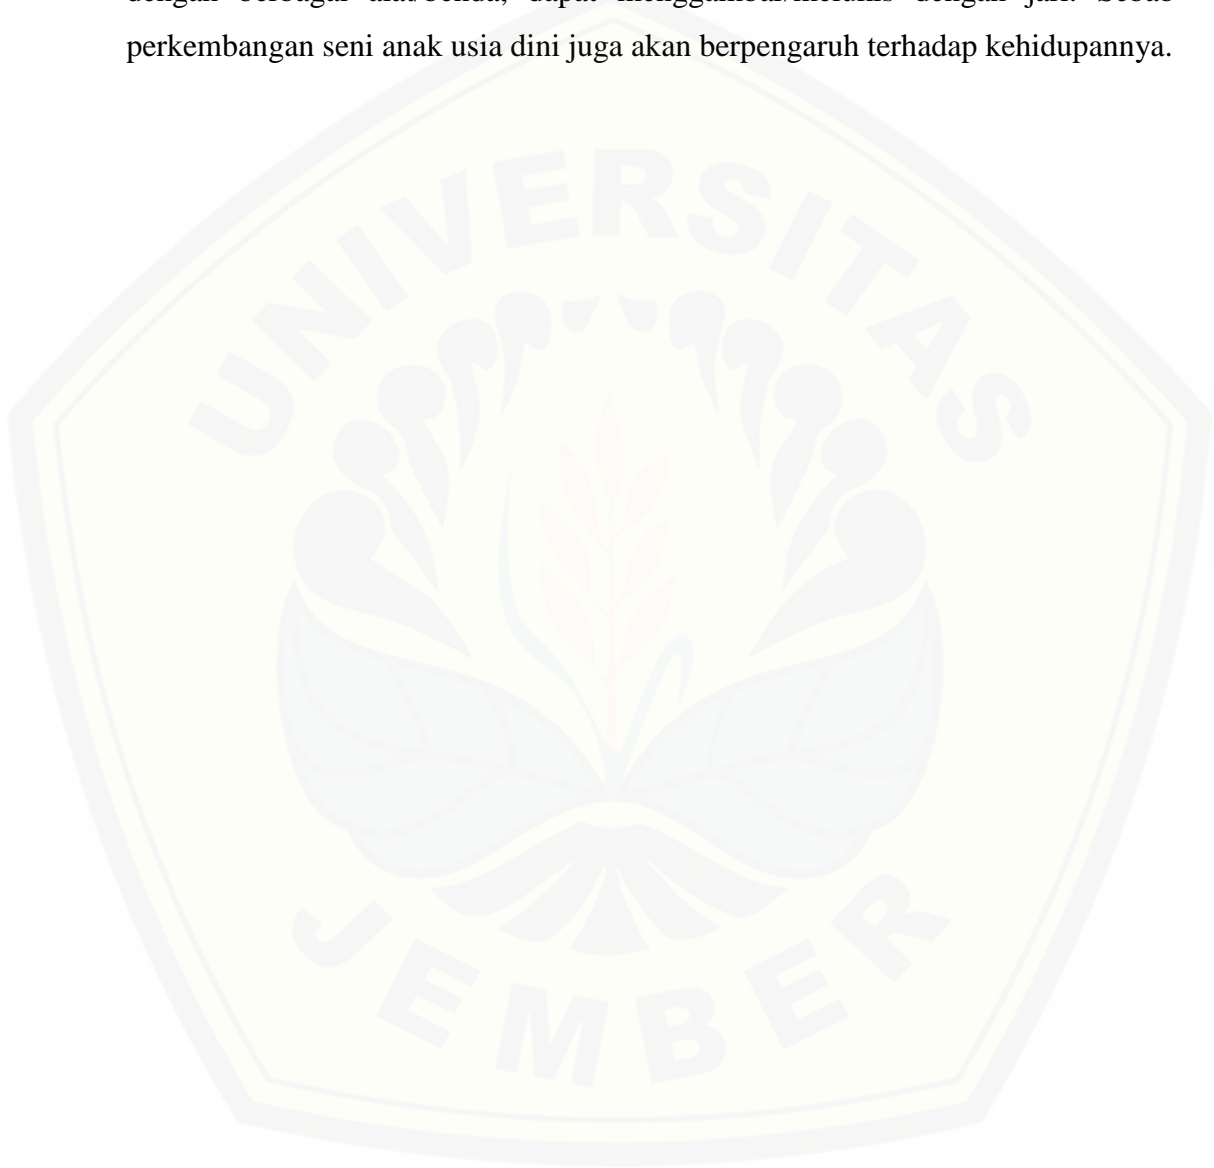 dengan berbagai alat/benda, dapat menggambar/melukis dengan jari. Sebab
perkembangan seni anak usia dini juga akan berpengaruh terhadap kehidupannya.
UNIVERSITAS
JEMBER